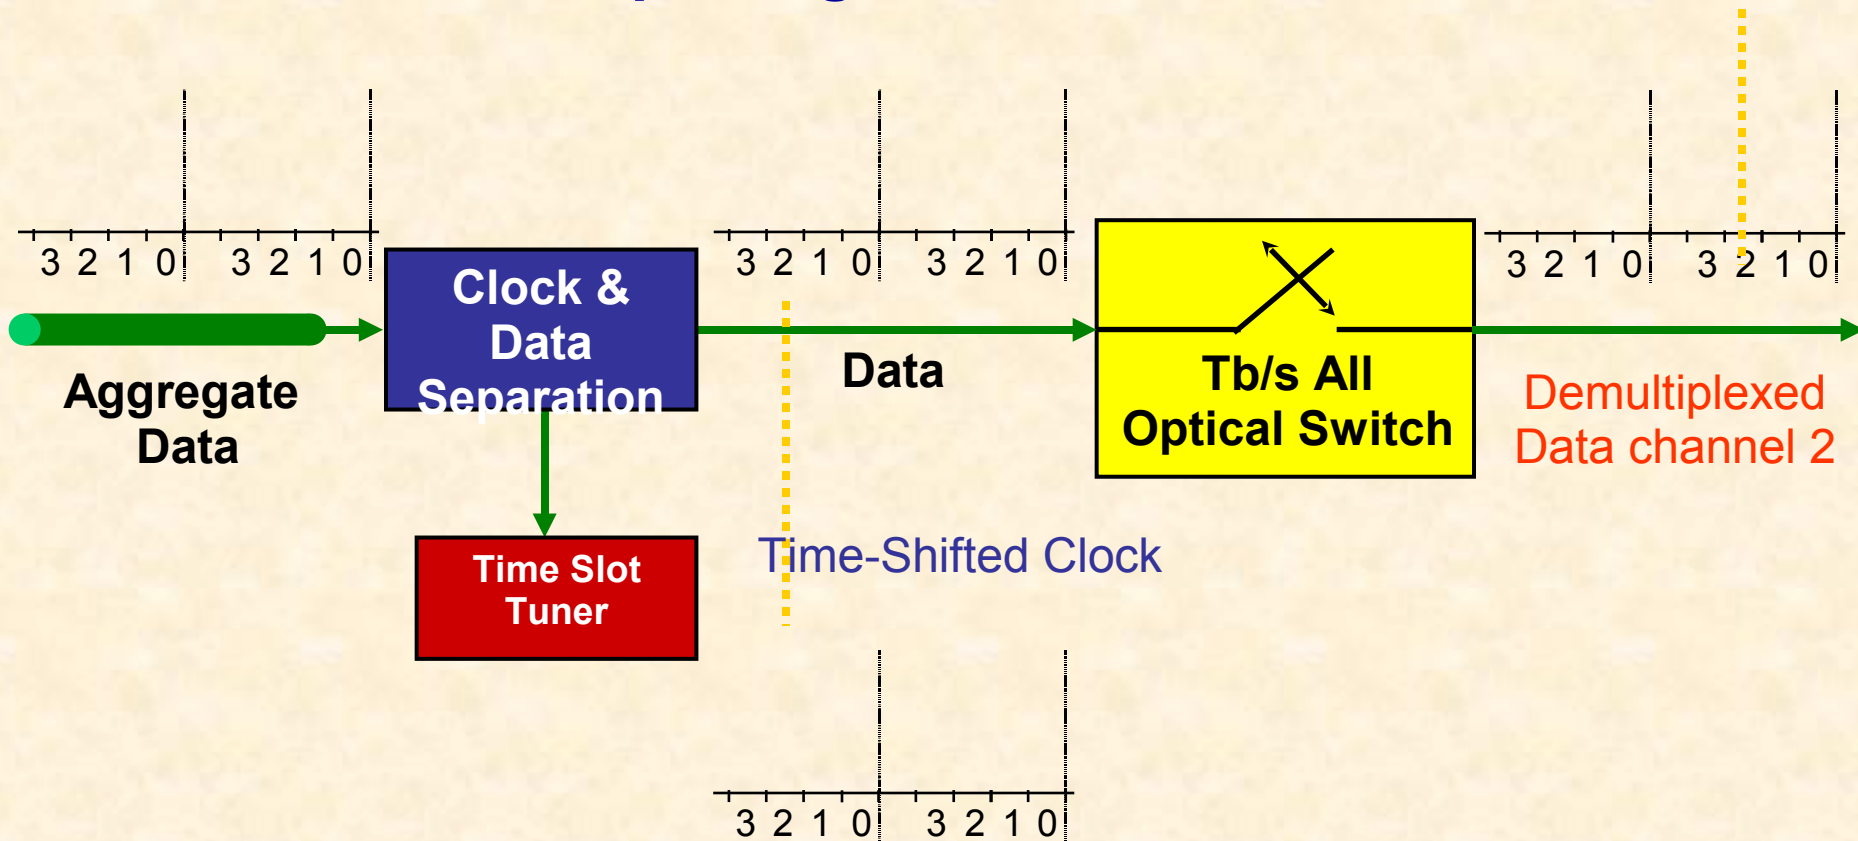 3 2 1 0 3 2 1 0
3 2 1 0 3 2 1 0
3 2 1 0 3 2 1 0
Clock &
Data
Separation
Aggregate
Data
Data
Tb/s All
Optical Switch
Demultiplexed
Data channel 2
Time Slot
Tuner
Time-Shifted Clock
3 2 1 0 3 2 1 0